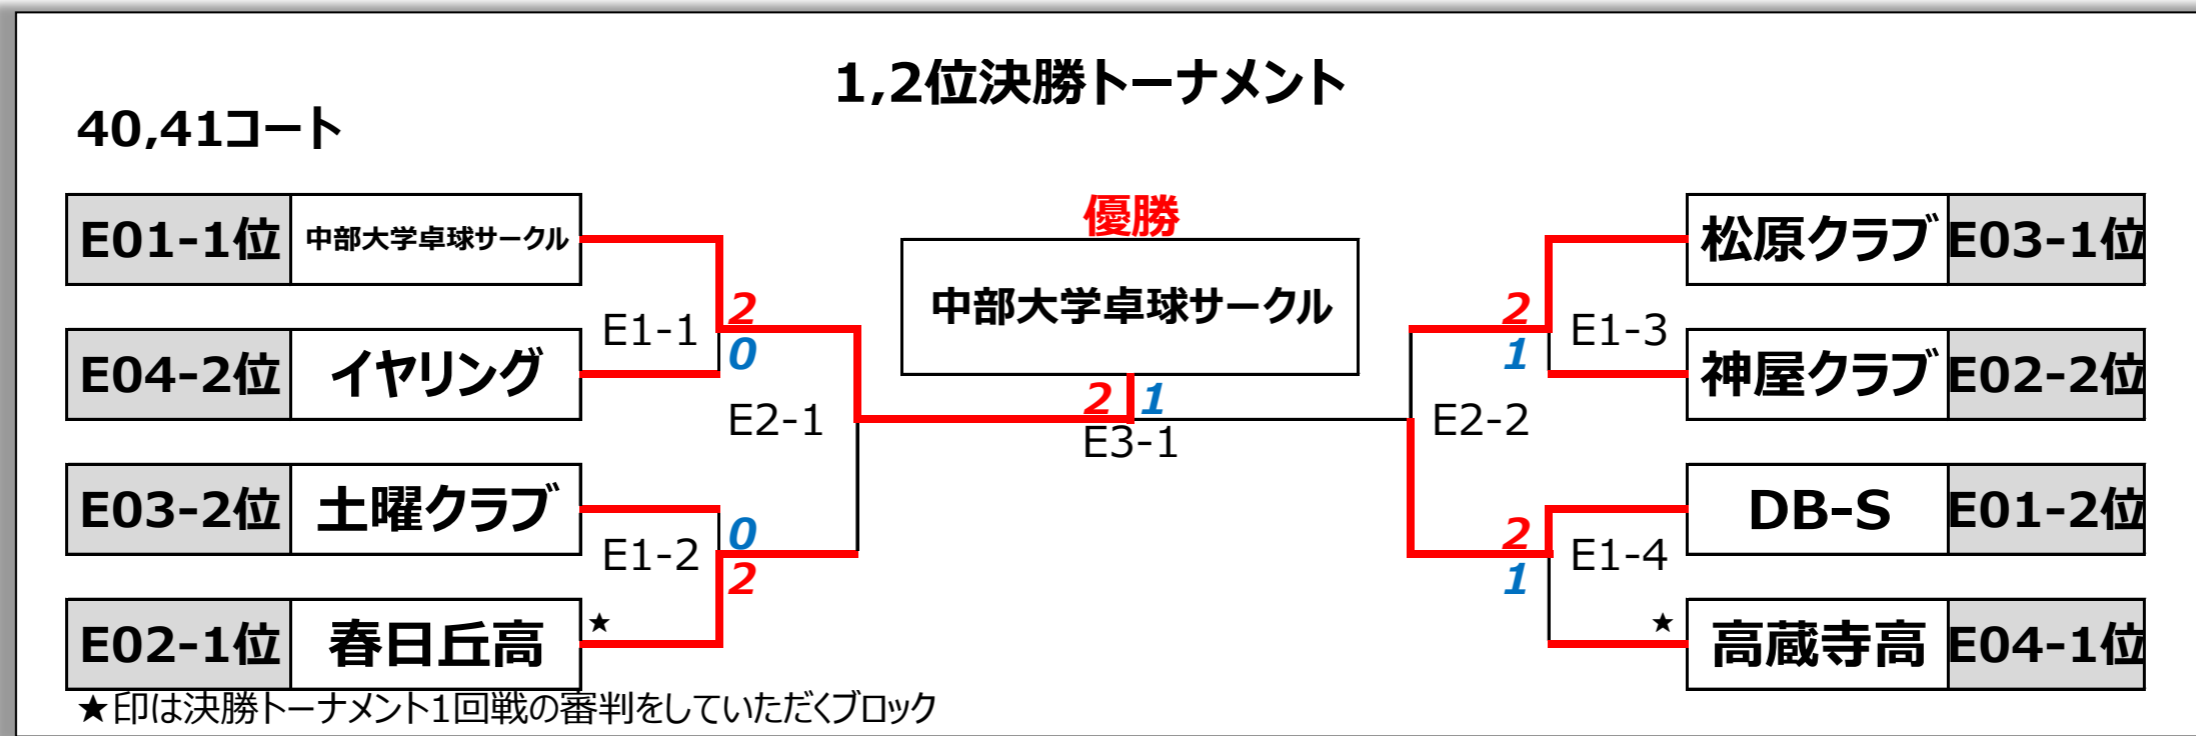 1,2位決勝トーナメント
40,41コート
優勝
中部大学卓球サークル
E01-1位 中部大学卓球サークル
E04-2位 イヤリング
E03-2位 土曜クラブ
E02-1位 春日丘高
★
E1-1
2
0
E1-2
0
2
E2-1
2 1
E3-1
E2-2
2
1
E1-3
2
1
E1-4
松原クラブ E03-1位
神屋クラブ E02-2位
DB-S E01-2位
★
高蔵寺高 E04-1位
★印は決勝トーナメント1回戦の審判をしていただくブロック